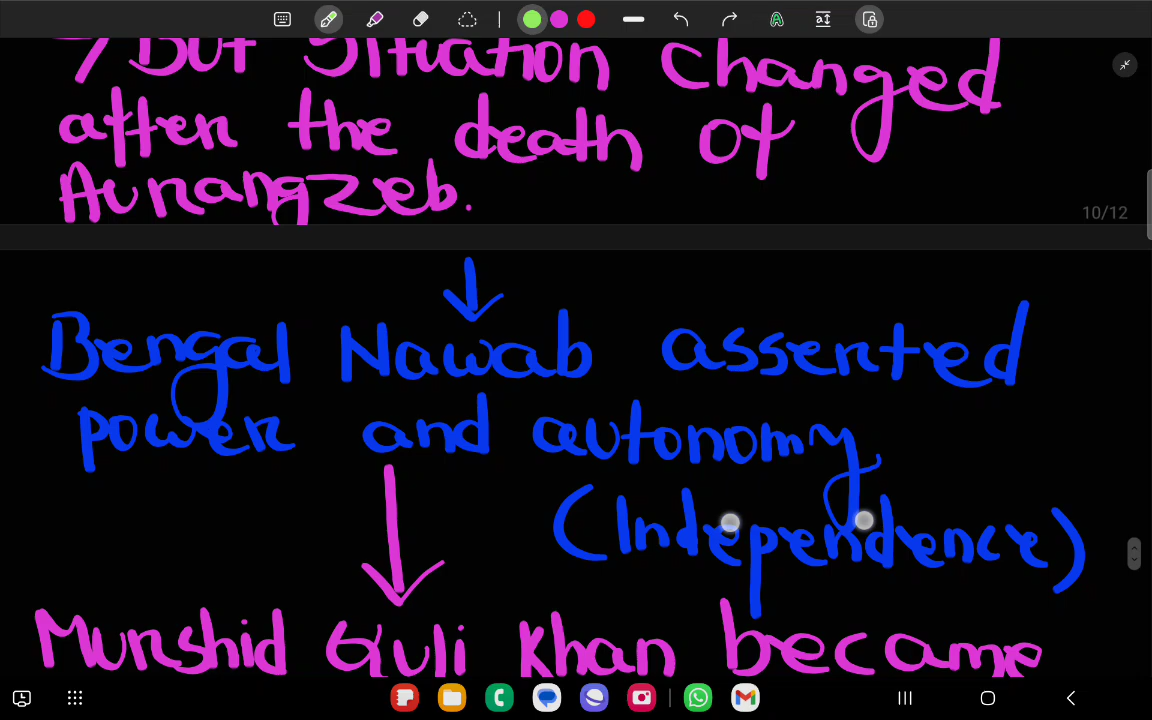 → But Situation changed
after the death of
Aurangzeb.
10/12
↓
Bengal Nawab asserted
power and autonomy
(Independence)
↓
Murshid Quli Khan became